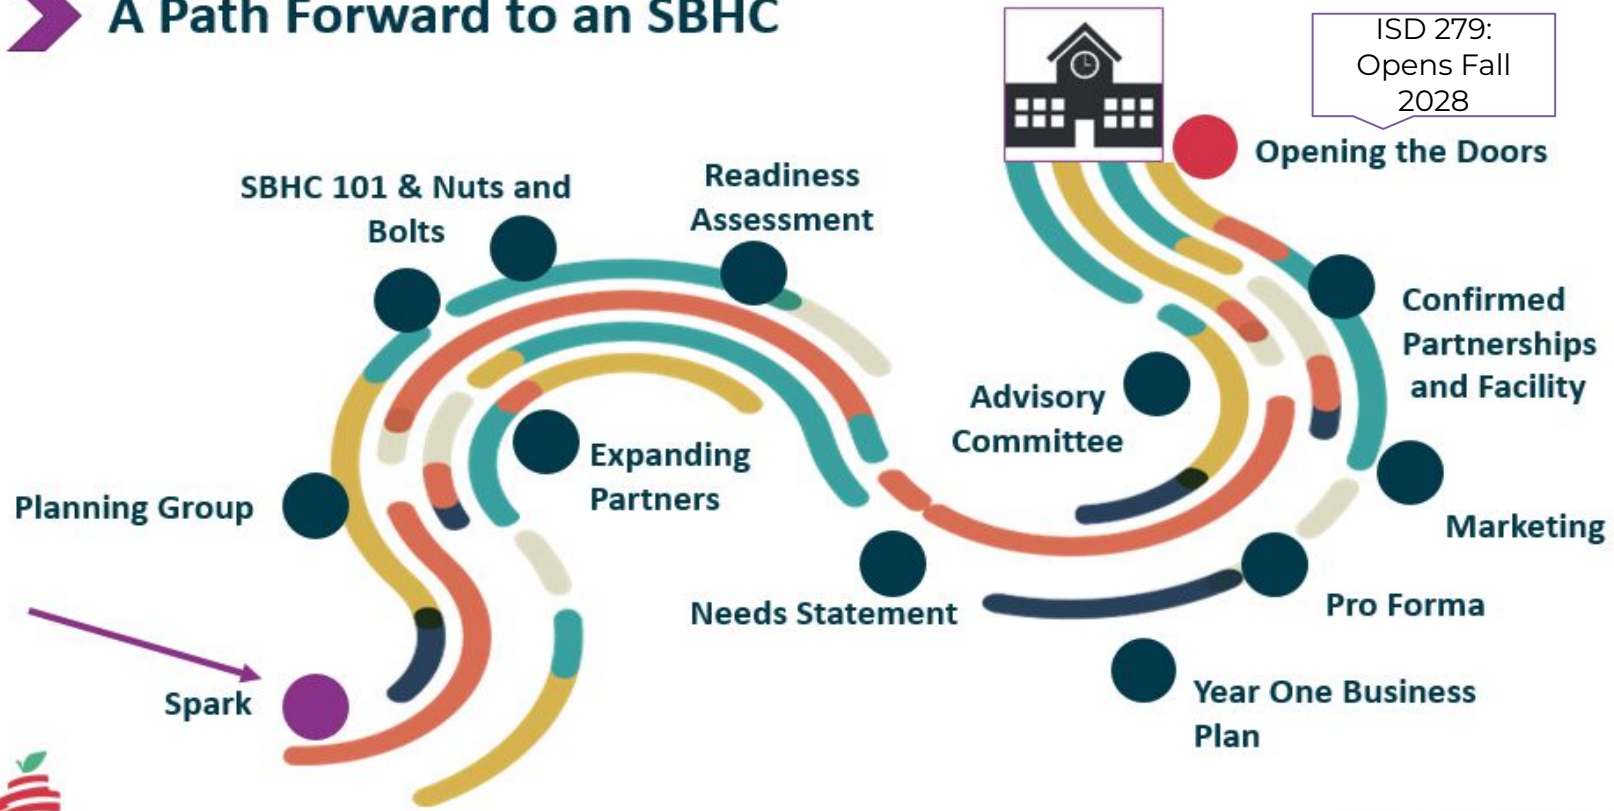 A Path Forward to an SBHC
ISD 279:
Opens Fall
2028
Opening the Doors
SBHC 101 & Nuts and
Bolts
Readiness
Assessment
Confirmed
Partnerships
and Facility
Advisory
Committee
Expanding
Partners
Planning Group
Marketing
Needs Statement
Pro Forma
Spark
Year One Business
Plan